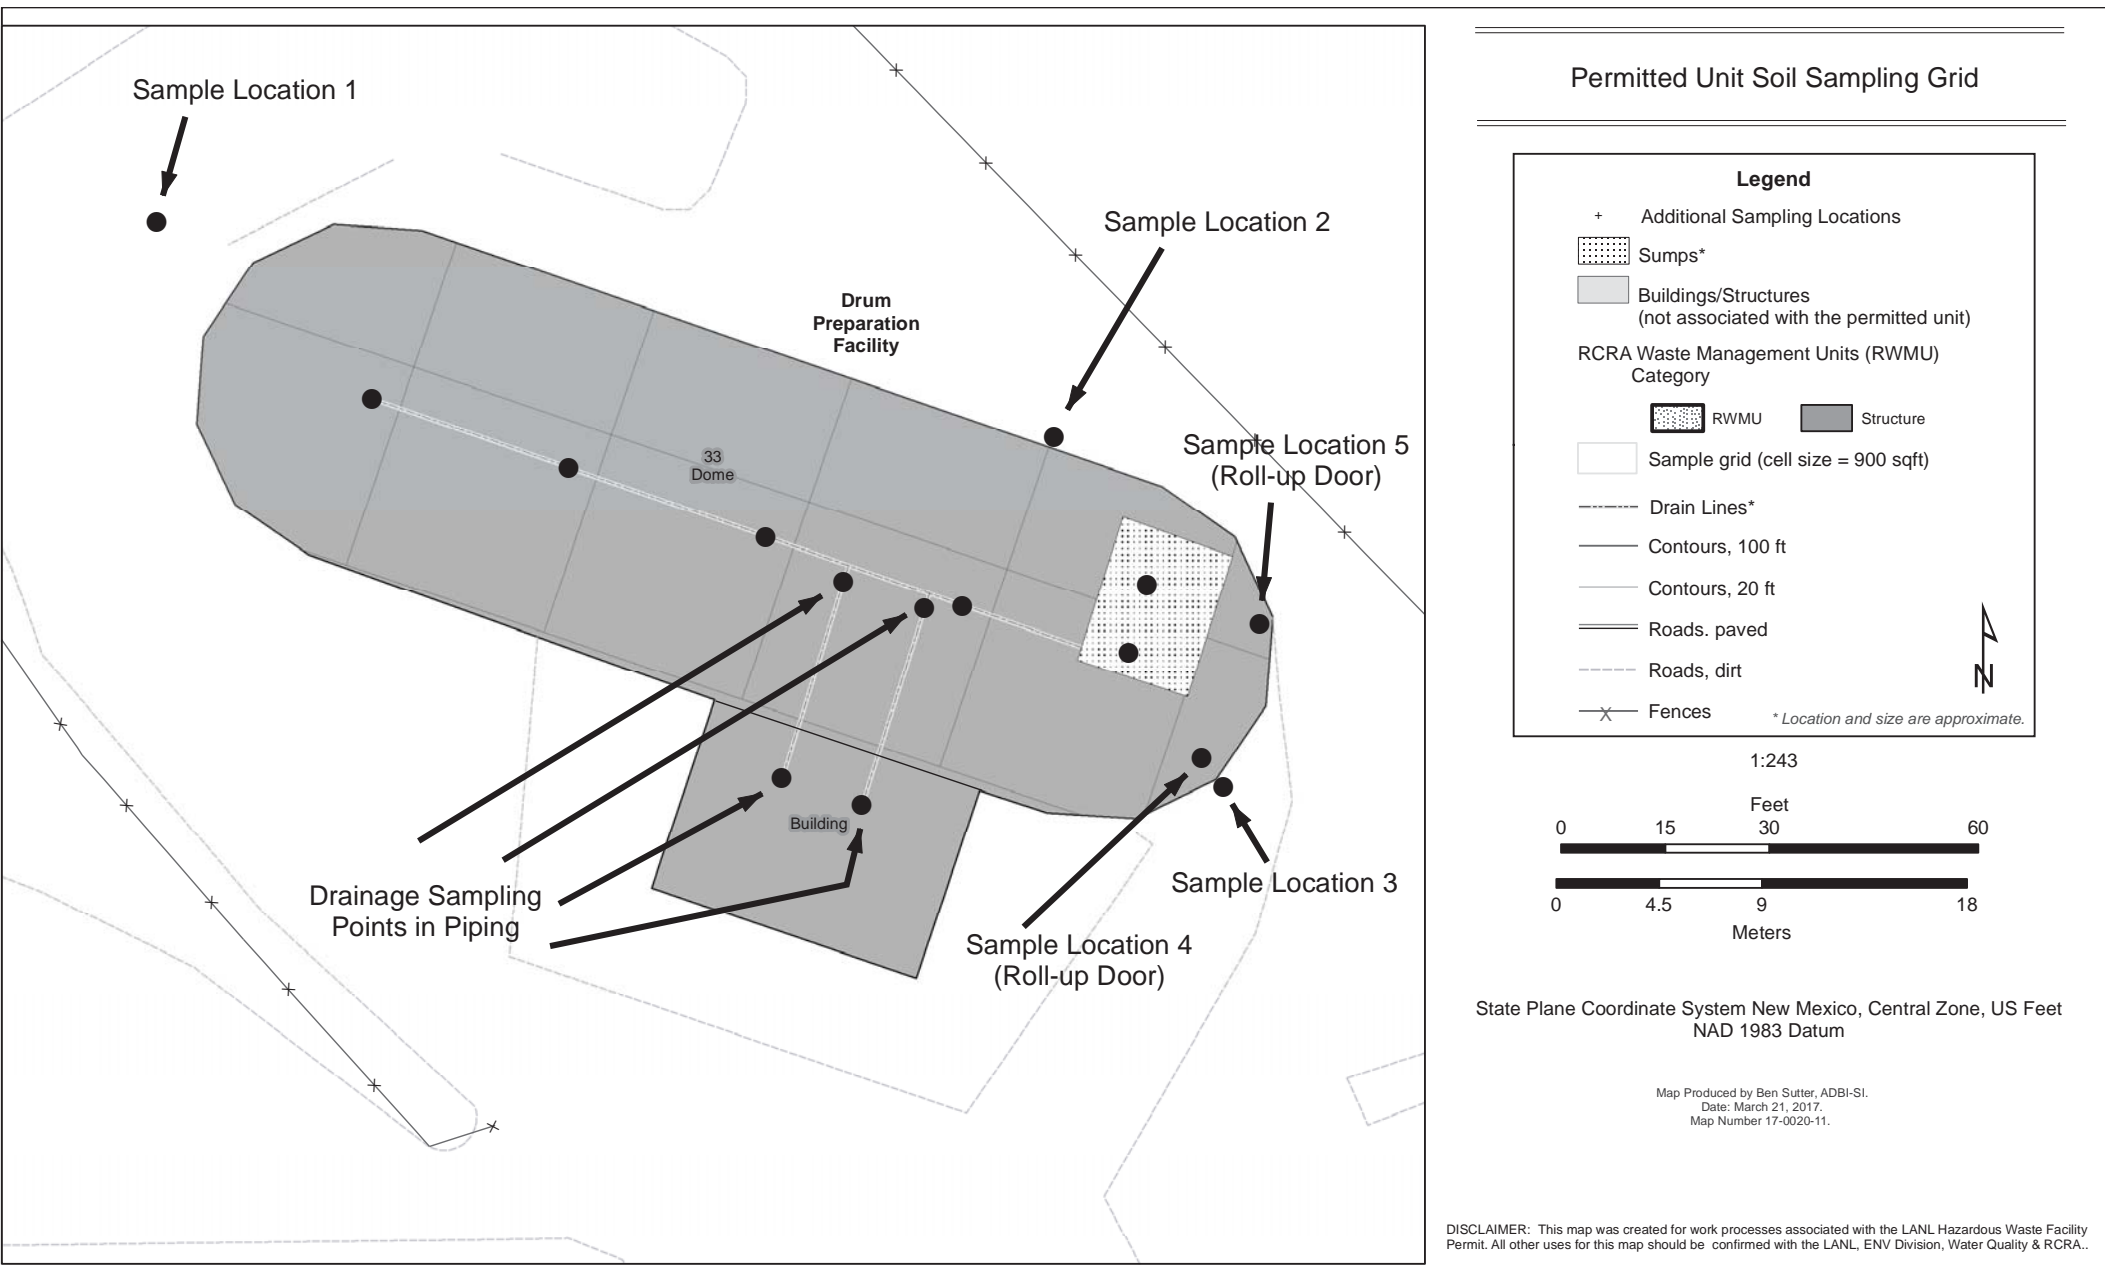 Sample Location 1
Sample Location 2
Drum
Preparation
Facility
Sample Location 5
(Roll-up Door)
33
Dome
Building
Drainage Sampling
Points in Piping
Sample Location 3
Sample Location 4
(Roll-up Door)
Permitted Unit Soil Sampling Grid
Legend
+ Additional Sampling Locations
Sumps*
Buildings/Structures
(not associated with the permitted unit)
RCRA Waste Management Units (RWMU)
Category
RWMU Structure
Sample grid (cell size = 900 sqft)
Drain Lines*
Contours, 100 ft
Contours, 20 ft
Roads. paved
Roads, dirt
X Fences
* Location and size are approximate.
N
1:243
Feet
0 15 30 60
0 4.5 9 18
Meters
State Plane Coordinate System New Mexico, Central Zone, US Feet
NAD 1983 Datum
Map Produced by Ben Sutter, ADBI-SI.
Date: March 21, 2017.
Map Number 17-0020-11.
DISCLAIMER: This map was created for work processes associated with the LANL Hazardous Waste Facility
Permit. All other uses for this map should be confirmed with the LANL, ENV Division, Water Quality & RCRA..